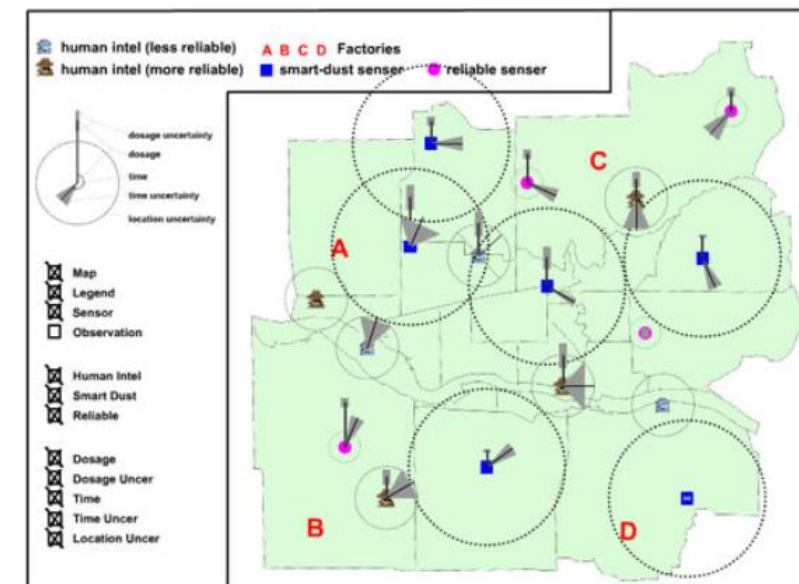 human intel (less reliable) A B C D Factories
human intel (more reliable) smart-dust senser reliable senser
dosage uncertainty
dosage
time
time uncertainty
location uncertainty
Map
Legend
Sensor
Observation
Human Intel
Smart Dust
Reliable
Dosage
Dosage Uncer
Time
Time Uncer
Location Uncer
C
A
B
D